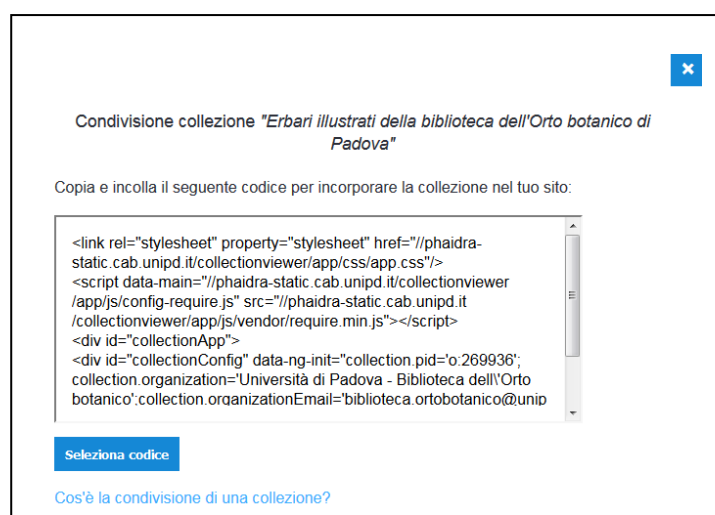 ×
Condivisione collezione "Erbari illustrati della biblioteca dell'Orto botanico di
Padova"
Copia e incolla il seguente codice per incorporare la collezione nel tuo sito:
<link rel="stylesheet" property="stylesheet" href="//phaidra-
static.cab.unipd.it/collectionviewer/app/css/app.css"/>
<script data-main="//phaidra-static.cab.unipd.it/collectionviewer
/app/js/config-require.js" src="//phaidra-static.cab.unipd.it
/collectionviewer/app/js/vendor/require.min.js"></script>
<div id="collectionApp">
<div id="collectionConfig" data-ng-init="collection.pid='o:269936';
collection.organization='Università di Padova - Biblioteca dell\'Orto
botanico';collection.organizationEmail='biblioteca.ortobotanico@unip
Seleziona codice
Cos'è la condivisione di una collezione?